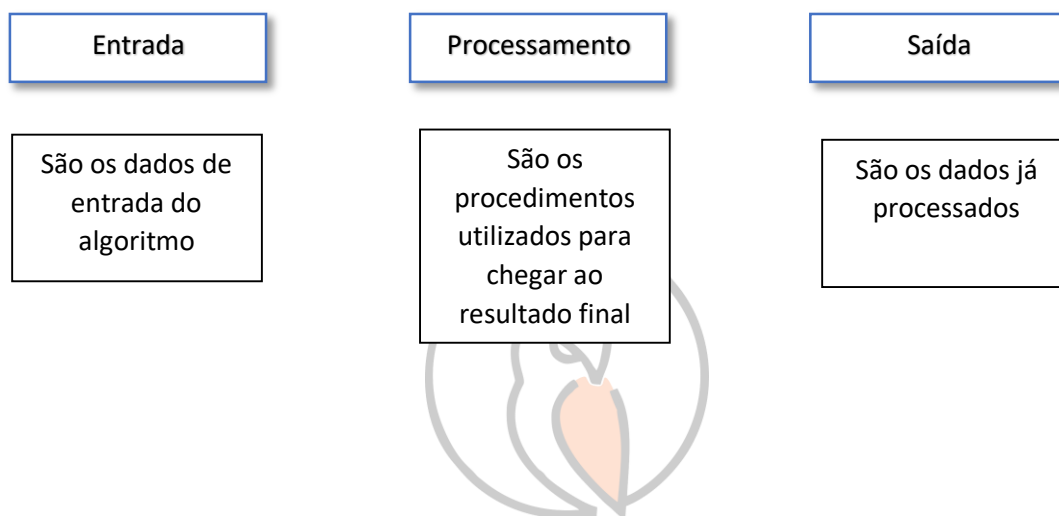 Entrada
Processamento
Saída
São os dados de
entrada do
algoritmo
São os
procedimentos
utilizados para
chegar ao
resultado final
São os dados já
processados